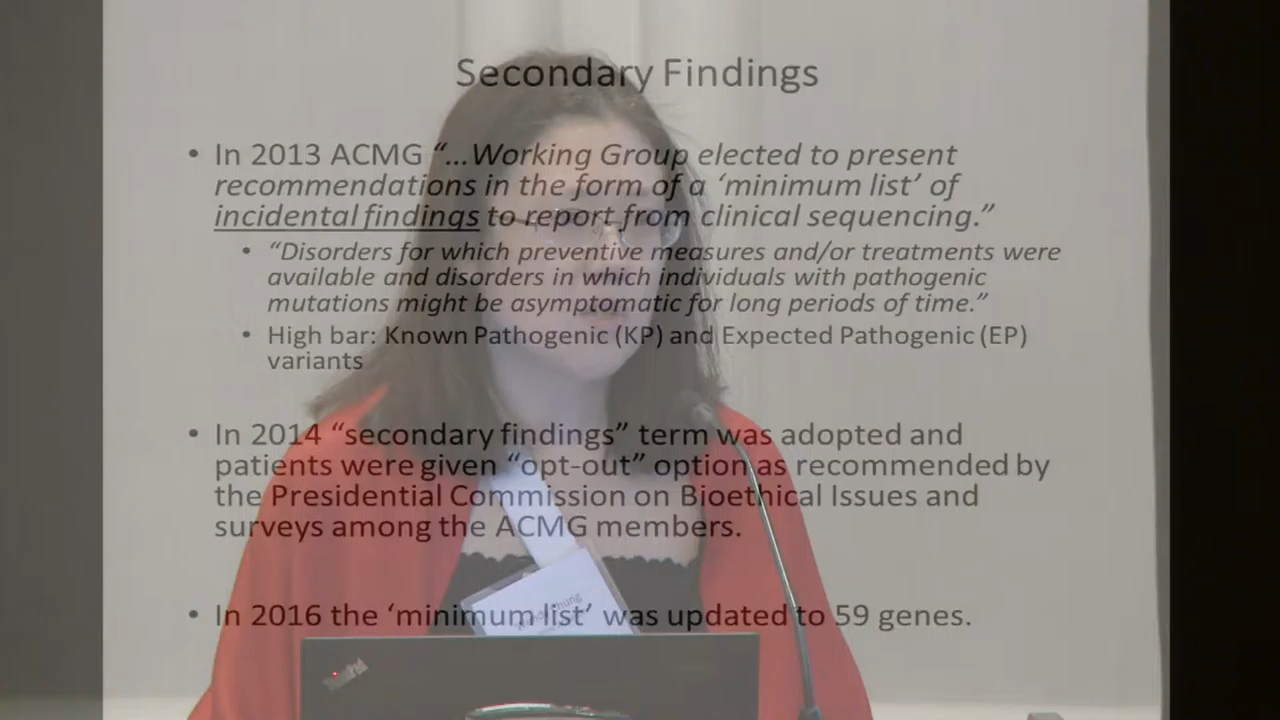 Secondary Findings
• In 2013 ACMG “…Working Group elected to present
recommendations in the form of a ‘minimum list’ of
incidental findings to report from clinical sequencing.”
• “Disorders for which preventive measures and/or treatments were
available and disorders in which individuals with pathogenic
mutations might be asymptomatic for long periods of time.”
• High bar: Known Pathogenic (KP) and Expected Pathogenic (EP)
variants
• In 2014 “secondary findings” term was adopted and
patients were given “opt-out” option as recommended by
the Presidential Commission on Bioethical Issues and
surveys among the ACMG members.
• In 2016 the ‘minimum list’ was updated to 59 genes.